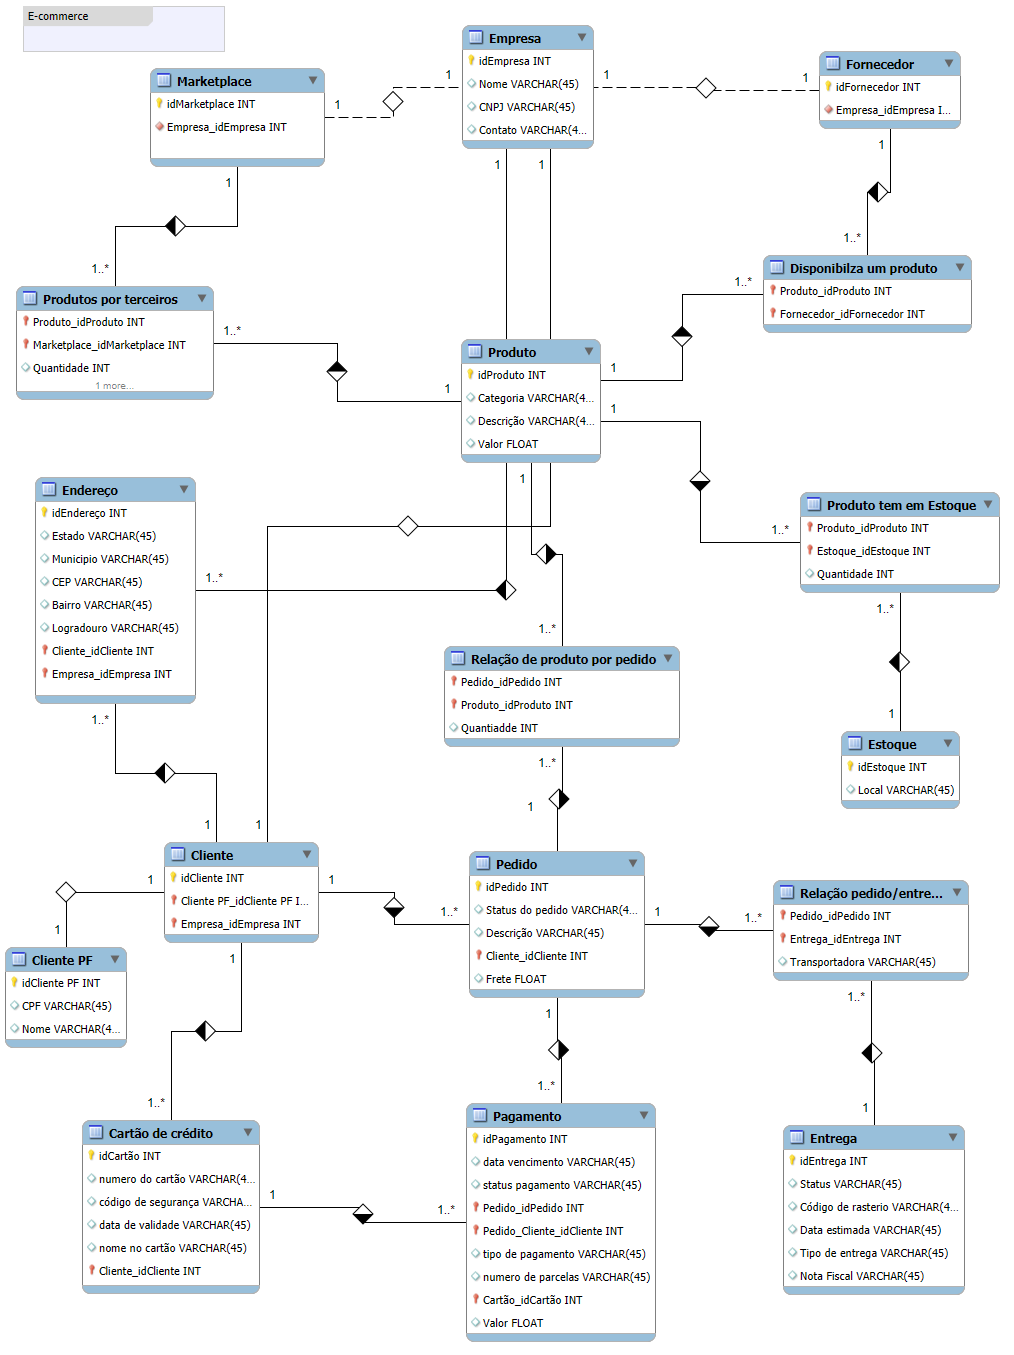 E-commerce
Empresa
idEmpresa INT
Nome VARCHAR(45)
CNPJ VARCHAR(45)
Contato VARCHAR(4...
Marketplace
idMarketplace INT
Empresa_idEmpresa INT
Fornecedor
idFornecedor INT
Empresa_idEmpresa I...
1
1
1
1
1
1
1
1
1..*
1..*
1..*
Disponibilza um produto
Produto_idProduto INT
Fornecedor_idFornecedor INT
Produtos por terceiros
Produto_idProduto INT
Marketplace_idMarketplace INT
Quantidade INT
1 more...
1..*
1
Produto
idProduto INT
Categoria VARCHAR(4...
Descrição VARCHAR(4...
Valor FLOAT
1
1
1
1..*
Endereço
idEndereço INT
Estado VARCHAR(45)
Municipio VARCHAR(45)
CEP VARCHAR(45)
Bairro VARCHAR(45)
Logradouro VARCHAR(45)
Cliente_idCliente INT
Empresa_idEmpresa INT
1..*
1..*
Produto tem em Estoque
Produto_idProduto INT
Estoque_idEstoque INT
Quantidade INT
1..*
1
1..*
Relação de produto por pedido
Pedido_idPedido INT
Produto_idProduto INT
Quantiadde INT
1..*
1
Estoque
idEstoque INT
Local VARCHAR(45)
1
1
Cliente
idCliente INT
Cliente PF_idCliente PF I...
Empresa_idEmpresa INT
1
1
1
1..*
1
Cliente PF
idCliente PF INT
CPF VARCHAR(45)
Nome VARCHAR(4...
Pedido
idPedido INT
Status do pedido VARCHAR(4...
Descrição VARCHAR(45)
Cliente_idCliente INT
Frete FLOAT
1
1..*
Relação pedido/entre...
Pedido_idPedido INT
Entrega_idEntrega INT
Transportadora VARCHAR(45)
1..*
1
1
1..*
1..*
Cartão de crédito
idCartão INT
numero do cartão VARCHAR(4...
código de segurança VARCHA...
data de validade VARCHAR(45)
nome no cartão VARCHAR(45)
Cliente_idCliente INT
1
1..*
Pagamento
idPagamento INT
data vencimento VARCHAR(45)
status pagamento VARCHAR(45)
Pedido_idPedido INT
Pedido_Cliente_idCliente INT
tipo de pagamento VARCHAR(45)
numero de parcelas VARCHAR(45)
Cartão_idCartão INT
Valor FLOAT
Entrega
idEntrega INT
Status VARCHAR(45)
Código de rasterio VARCHAR(4...
Data estimada VARCHAR(45)
Tipo de entrega VARCHAR(45)
Nota Fiscal VARCHAR(45)